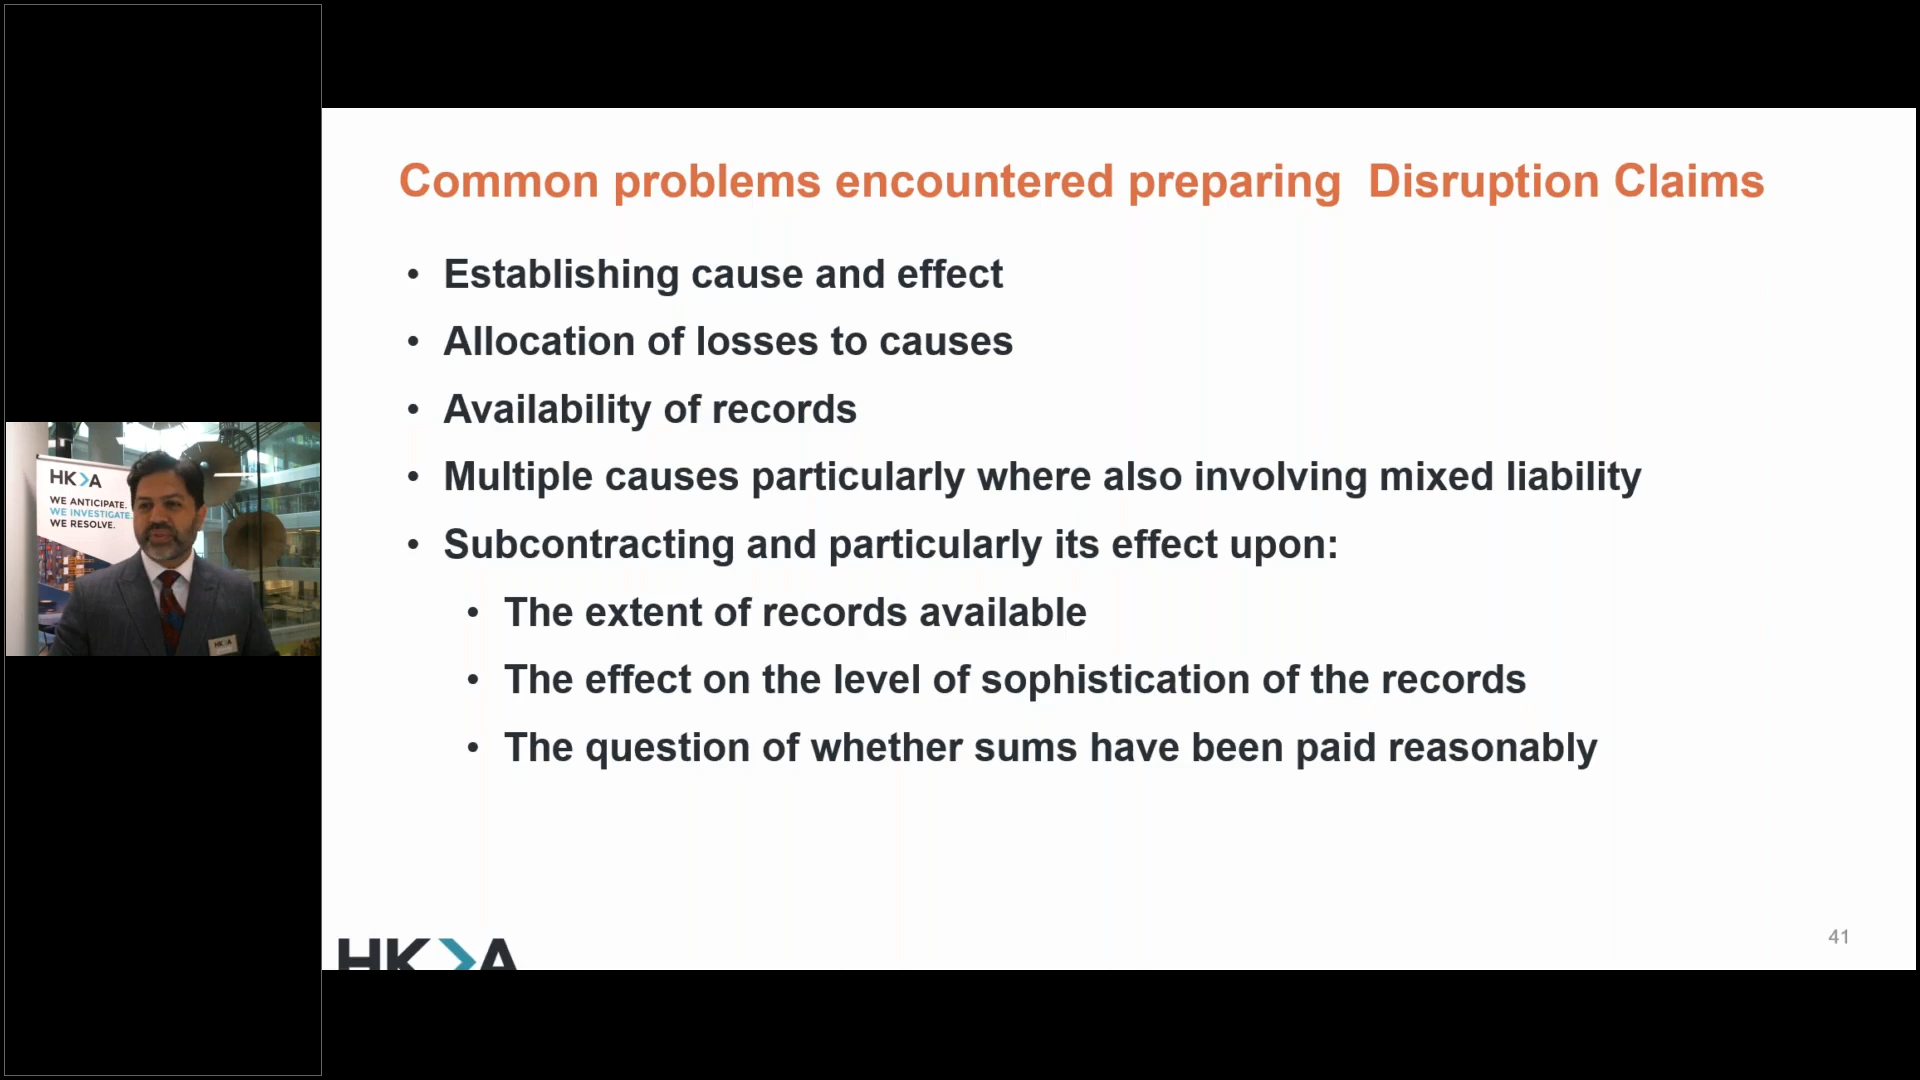 Common problems encountered preparing  Disruption Claims
• Establishing cause and effect
• Allocation of losses to causes
• Availability of records
• Multiple causes particularly where also involving mixed liability
• Subcontracting and particularly its effect upon:
• The extent of records available
• The effect on the level of sophistication of the records
• The question of whether sums have been paid reasonably
HK>A
41
HK>A
WE ANTICIPATE.
WE INVESTIGATE.
WE RESOLVE.
HK>A